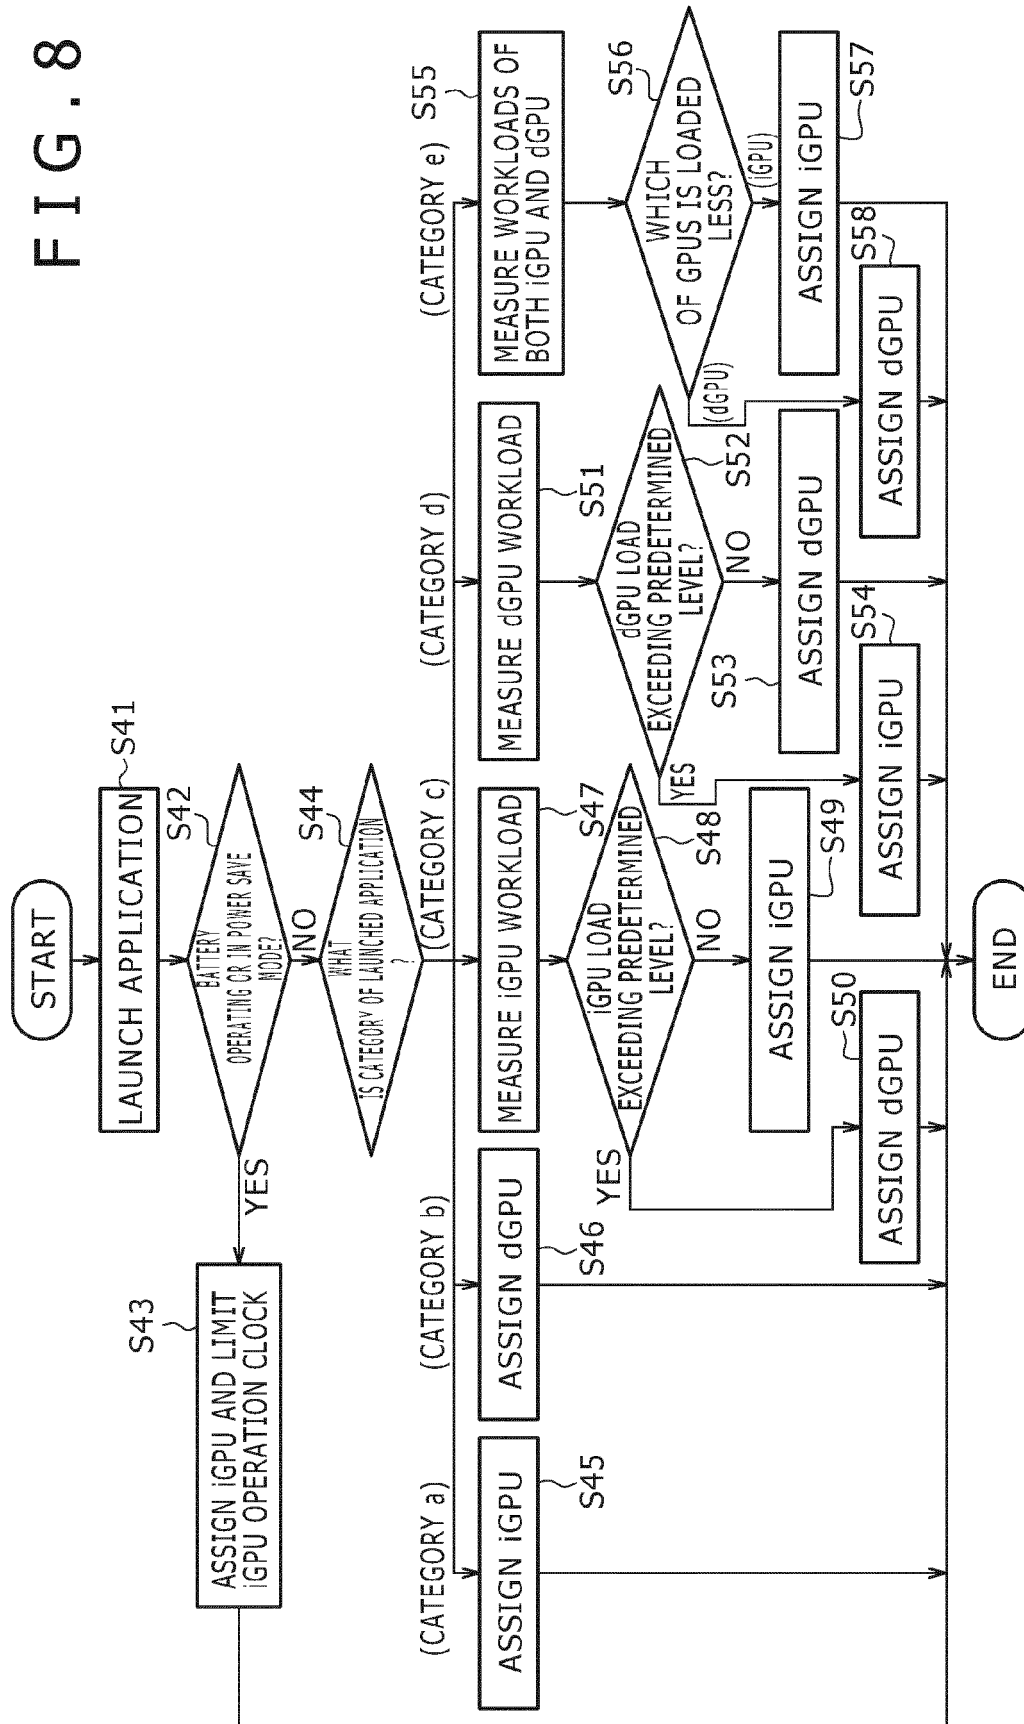 FIG. 8
START
LAUNCH APPLICATION
S41
BATTERY
OPERATING OR IN POWER SAVE
MODE?
S42
YES
NO
ASSIGN iGPU AND LIMIT
iGPU OPERATION CLOCK
S43
WHAT
IS CATEGORY OF LAUNCHED APPLICATION
?
S44
(CATEGORY a)
(CATEGORY b)
(CATEGORY c)
(CATEGORY d)
(CATEGORY e)
ASSIGN iGPU
S45
ASSIGN dGPU
S46
MEASURE iGPU WORKLOAD
S47
iGPU LOAD
EXCEEDING PREDETERMINED
LEVEL?
S48
YES
NO
ASSIGN iGPU
S49
ASSIGN dGPU
S50
MEASURE dGPU WORKLOAD
S51
dGPU LOAD
EXCEEDING PREDETERMINED
LEVEL?
S52
YES
NO
ASSIGN dGPU
S53
ASSIGN iGPU
S54
MEASURE WORKLOADS OF
BOTH iGPU AND dGPU
S55
WHICH
OF GPUS IS LOADED
LESS?
S56
(dGPU)
(iGPU)
ASSIGN iGPU
S57
ASSIGN dGPU
S58
END